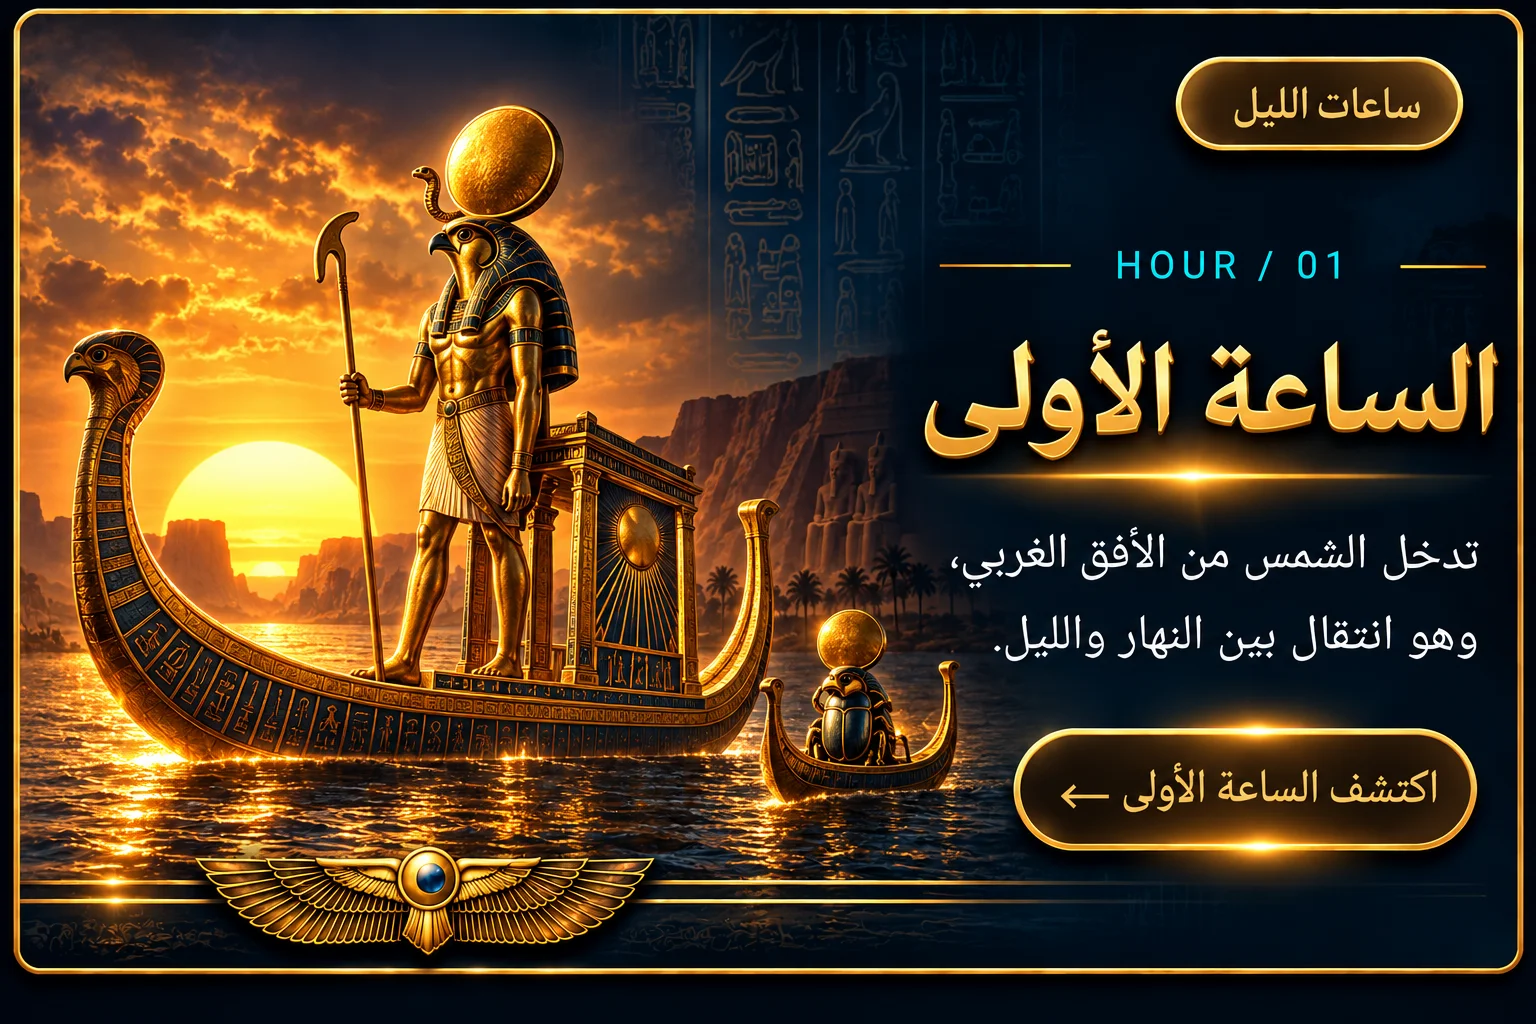 ساعات الليل
HOUR / 01
الساعة الأولى
تدخل الشمس من الأفق الغربي،
وهو انتقال بين النهار والليل.
اكتشف الساعة الأولى ←